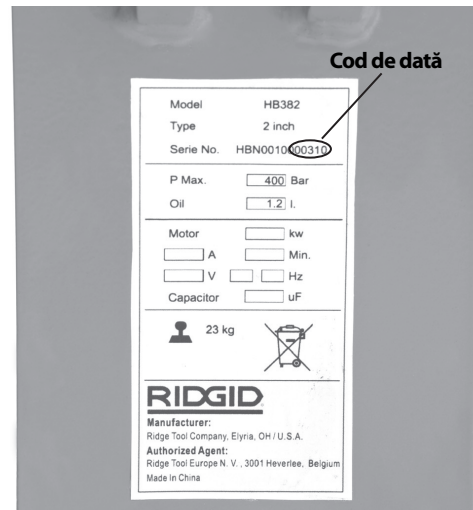 Cod de dată
Model HB382
Type 2 inch
Serie No. HBN0010000310
P Max. 400 Bar
Oil 1.2 l.
Motor kw
A Min.
V Hz
Capacitor uF
23 kg
RIDGID
Manufacturer:
Ridge Tool Company, Elyria, OH / U.S.A.
Authorized Agent:
Ridge Tool Europe N. V. , 3001 Heverlee, Belgium
Made In China